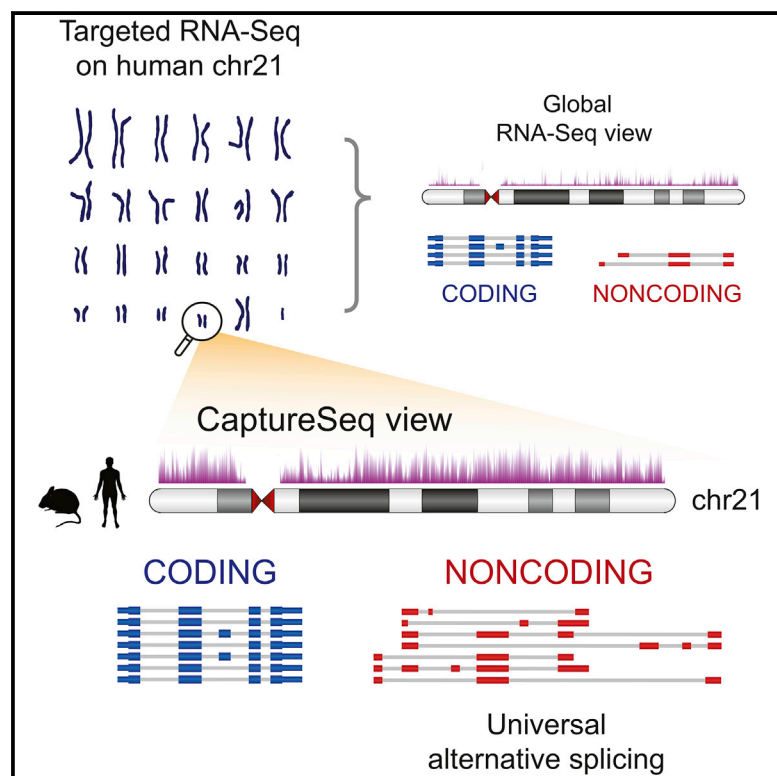 Targeted RNA-Seq
on human chr21
Global
RNA-Seq view
CODING
NONCODING
CaptureSeq view
chr21
CODING
NONCODING
Universal
alternative splicing